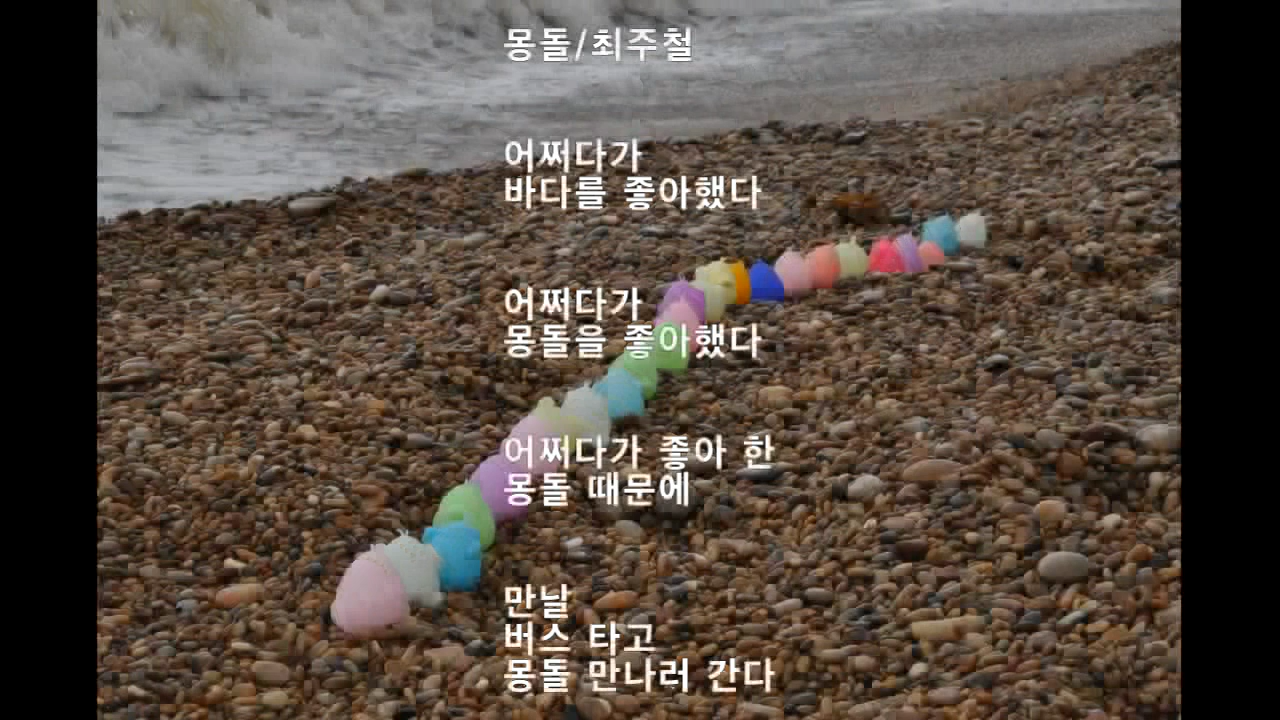 몽돌/최주철
어쩌다가
바다를 좋아했다
어쩌다가
몽돌을 좋아했다
어쩌다가 좋아 한
몽돌 때문에
만날
버스 타고
몽돌 만나러 간다